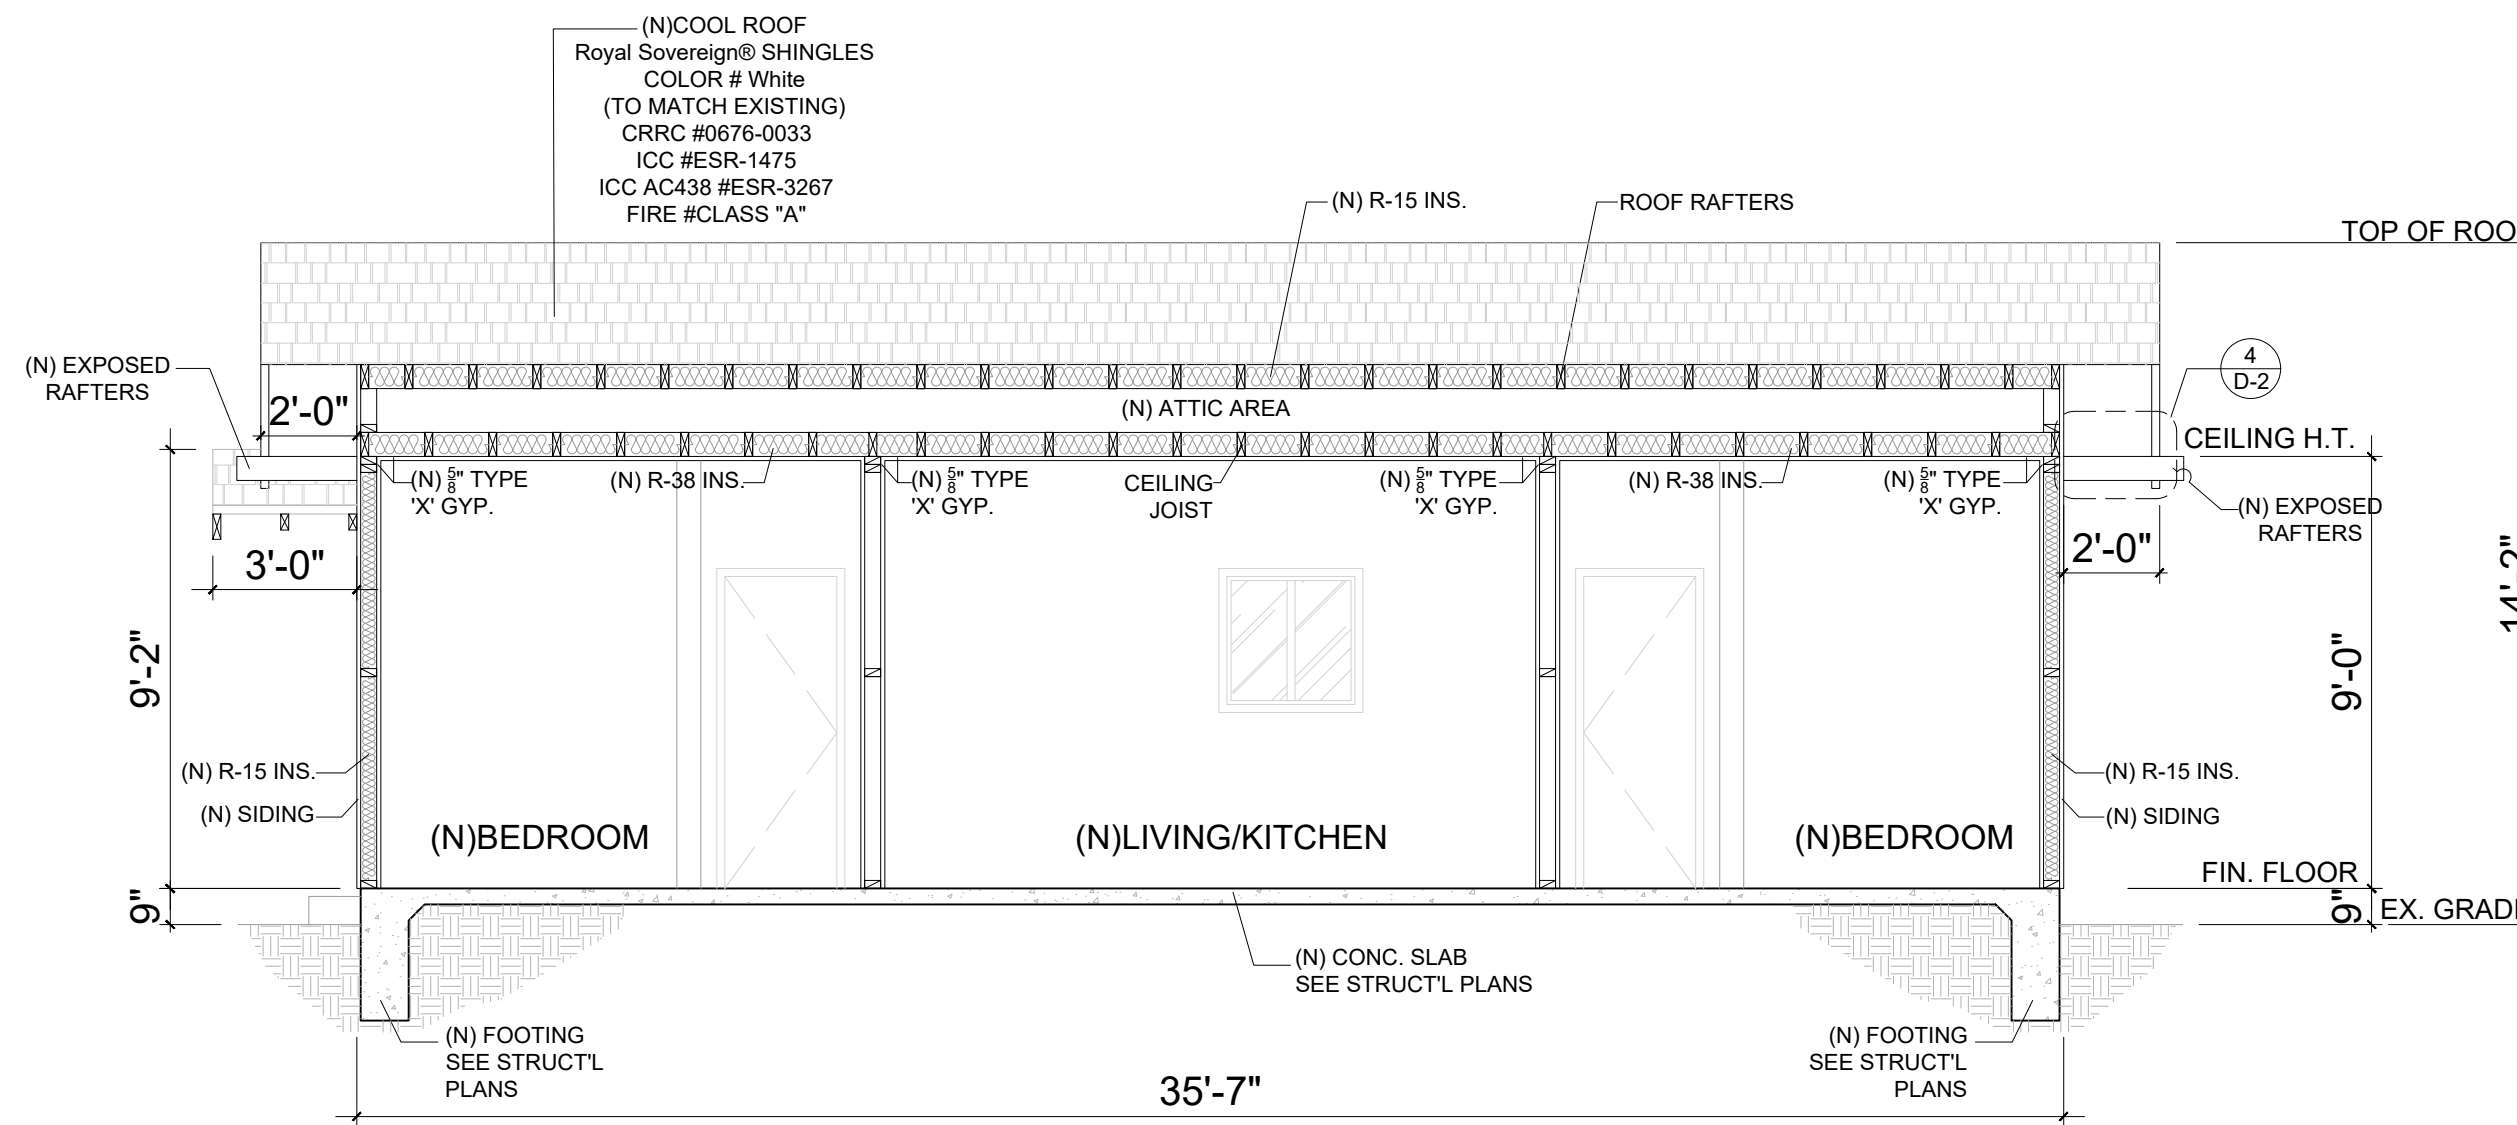 (N)COOL ROOF
Royal Sovereign® SHINGLES
COLOR # White
(TO MATCH EXISTING)
CRRC #0676-0033
ICC #ESR-1475
ICC AC438 #ESR-3267
FIRE #CLASS "A"
(N) R-15 INS.
ROOF RAFTERS
TOP OF ROO
(N) EXPOSED
RAFTERS
2'-0"
(N) ATTIC AREA
4
D-2
CEILING H.T.
(N) 5/8" TYPE
'X' GYP.
(N) R-38 INS.
(N) 5/8" TYPE
'X' GYP.
CEILING
JOIST
(N) 5/8" TYPE
'X' GYP.
(N) R-38 INS.
(N) 5/8" TYPE
'X' GYP.
(N) EXPOSED
RAFTERS
3'-0"
2'-0"
14'-2"
9'-2"
9'-0"
(N) R-15 INS.
(N) SIDING
(N) R-15 INS.
(N) SIDING
(N)BEDROOM
(N)LIVING/KITCHEN
(N)BEDROOM
FIN. FLOOR
9"
9"
EX. GRAD
(N) CONC. SLAB
SEE STRUCT'L PLANS
(N) FOOTING
SEE STRUCT'L
PLANS
(N) FOOTING
SEE STRUCT'L
PLANS
35'-7"